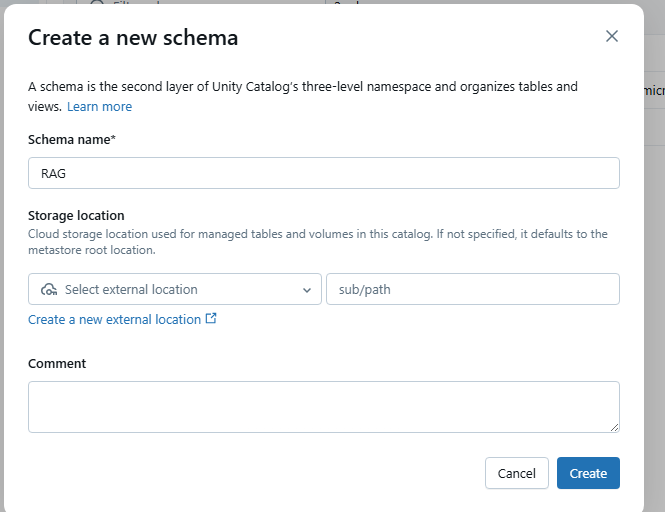 Create a new schema
A schema is the second layer of Unity Catalog's three-level namespace and organizes tables and
views. Learn more
Schema name*
RAG
Storage location
Cloud storage location used for managed tables and volumes in this catalog. If not specified, it defaults to the
metastore root location.
Select external location
sub/path
Create a new external location
Comment
Cancel
Create